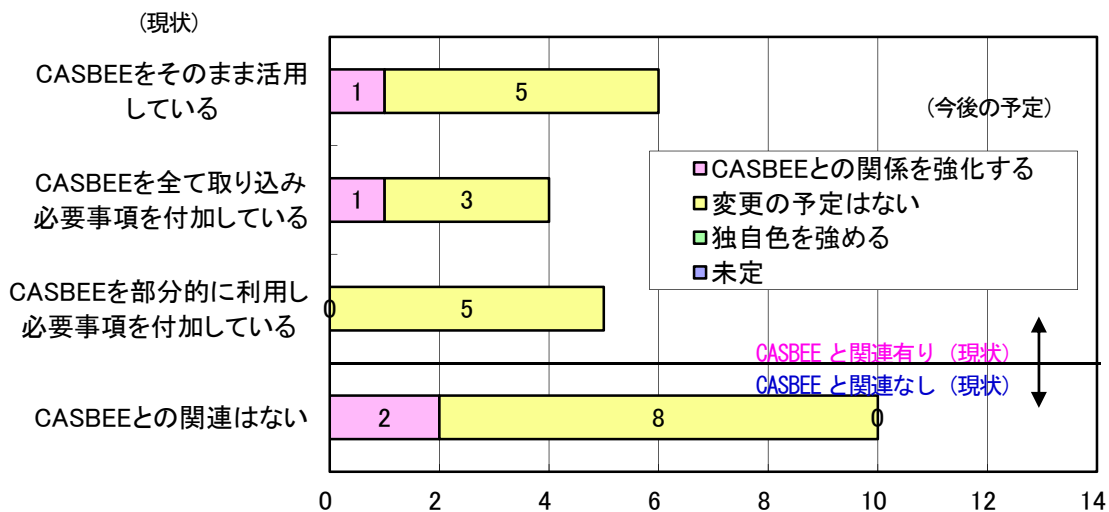 （現状）
CASBEEをそのまま活用
している
1
5
（今後の予定）
CASBEEとの関係を強化する
変更の予定はない
独自色を強める
未定
CASBEEを全て取り込み
必要事項を付加している
1
3
CASBEEを部分的に利用し
必要事項を付加している
0
5
CASBEE と関連有り（現状）
CASBEE と関連なし（現状）
CASBEEとの関連はない
2
8
0
0 2 4 6 8 10 12 14